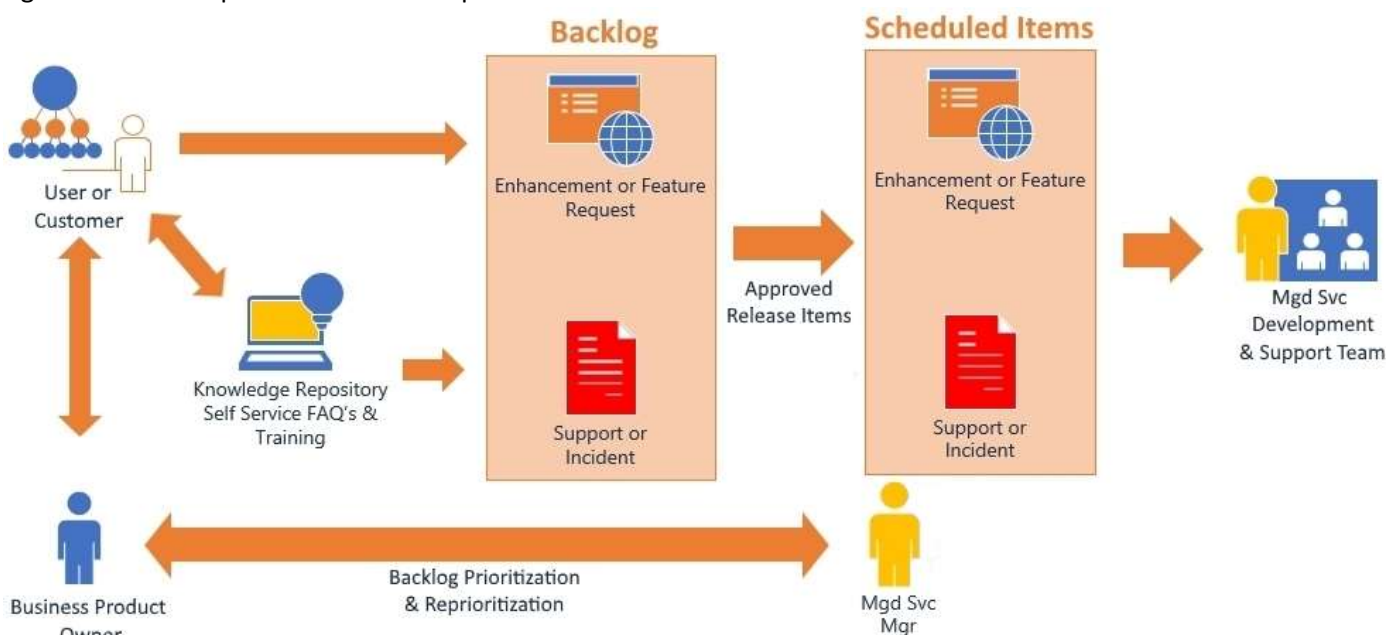 Backlog
Scheduled Items
User or
Customer
Enhancement or Feature
Request
Enhancement or Feature
Request
Approved
Release Items
Mgd Svc
Development
& Support Team
Knowledge Repository
Self Service FAQ's &
Training
Support or
Incident
Support or
Incident
Backlog Prioritization
& Reprioritization
Business Product
Owner
Mgd Svc
Mgr